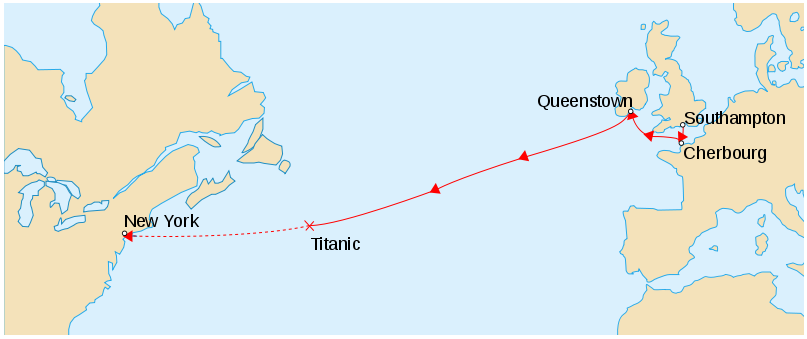 Queenstown
Southampton
Cherbourg
New York
Titanic